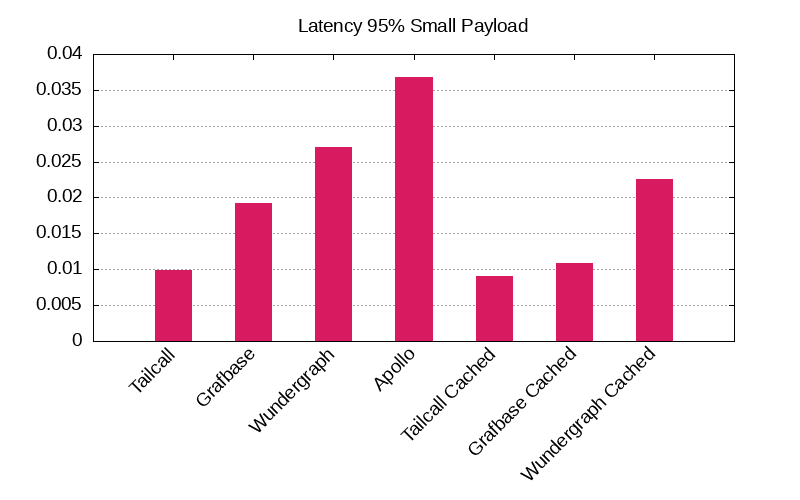 Latency 95% Small Payload
0.04
0.035
0.03
0.025
0.02
0.015
0.01
0.005
0
Tailcall
Grafbase
Wundergraph
Apollo
Tailcall Cached
Grafbase Cached
Wundergraph Cached